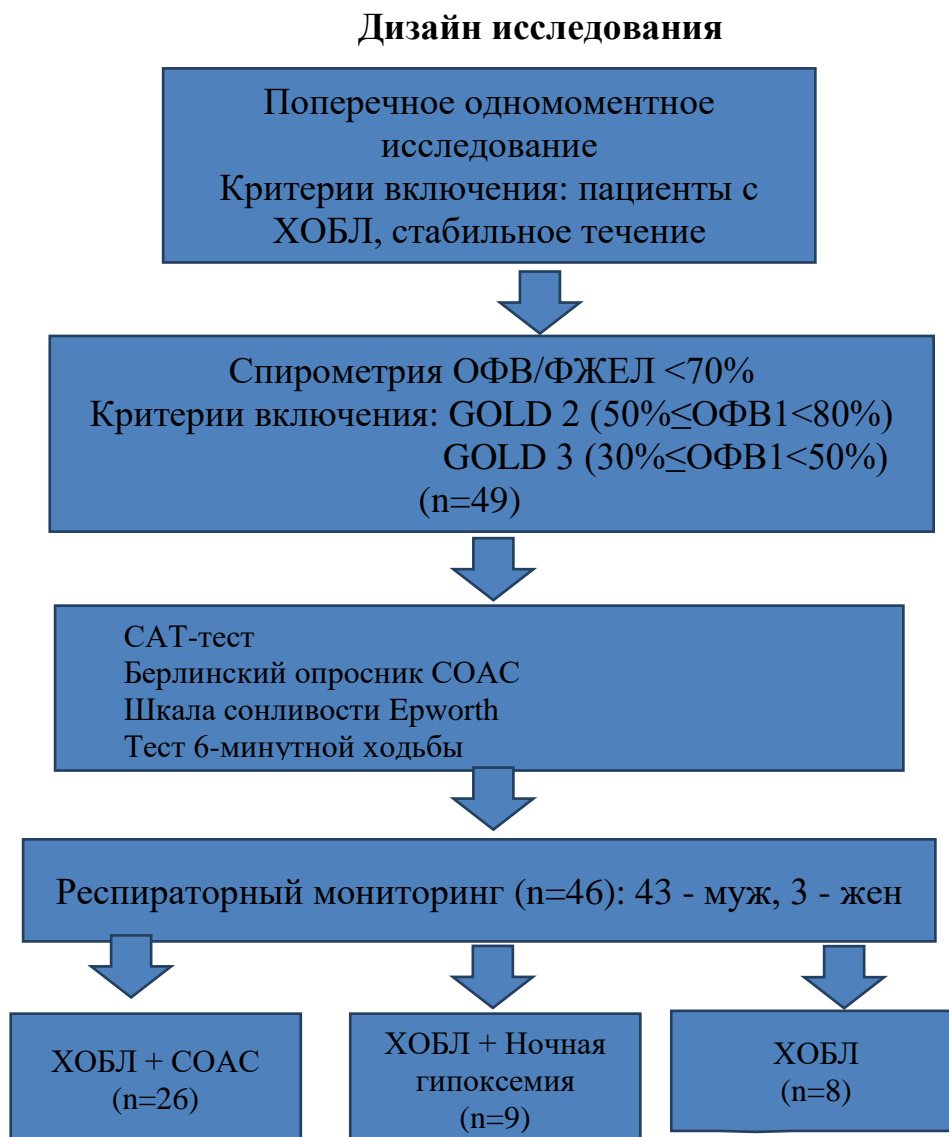 Дизайн исследования
Поперечное одномоментное
исследование
Критерии включения: пациенты с
ХОБЛ, стабильное течение
Спирометрия ОФВ/ФЖЕЛ <70%
Критерии включения: GOLD 2 (50%≤ОФВ1<80%)
GOLD 3 (30%≤ОФВ1<50%)
(n=49)
САТ-тест
Берлинский опросник СОАС
Шкала сонливости Epworth
Тест 6-минутной ходьбы
Респираторный мониторинг (n=46): 43 - муж, 3 - жен
ХОБЛ + СОАС
(n=26)
ХОБЛ + Ночная
гипоксемия
(n=9)
ХОБЛ
(n=8)